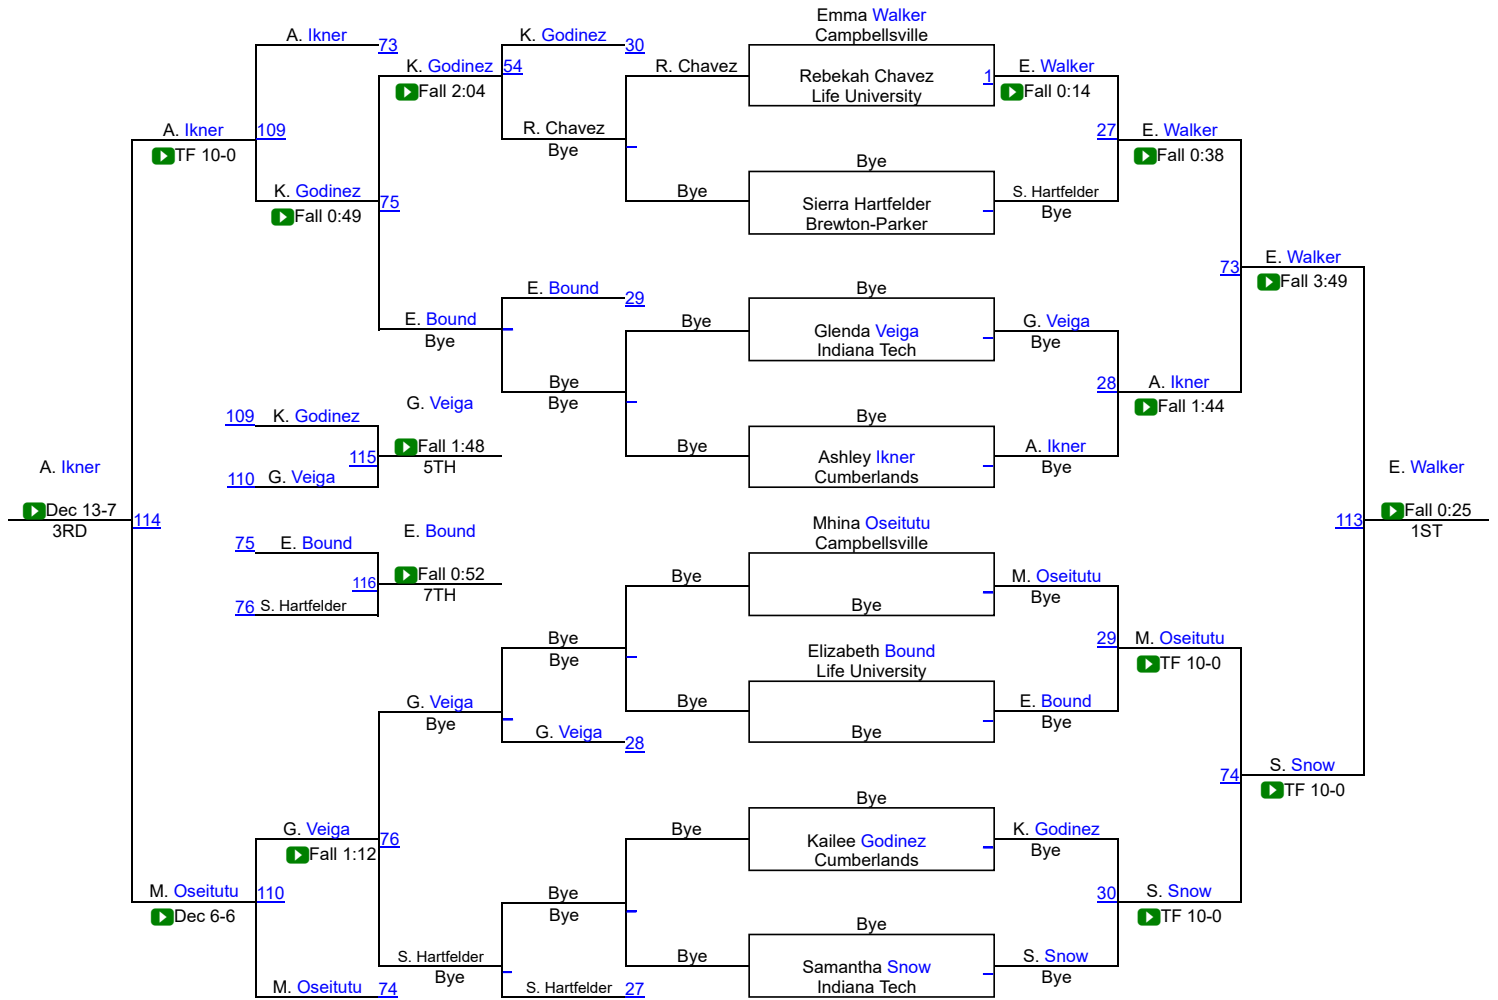 Emma Walker
Campbellsville
A. Ikner
73
K. Godinez
30
K. Godinez
54
Fall 2:04
R. Chavez
Rebekah Chavez
Life University
1
E. Walker
Fall 0:14
A. Ikner
109
TF 10-0
R. Chavez
Bye
27
E. Walker
Fall 0:38
Bye
K. Godinez
75
Fall 0:49
Bye
Sierra Hartfelder
Brewton-Parker
S. Hartfelder
Bye
73
E. Walker
Fall 3:49
E. Bound
29
Bye
E. Bound
Bye
Bye
Glenda Veiga
Indiana Tech
G. Veiga
Bye
Bye
Bye
28
A. Ikner
Fall 1:44
G. Veiga
109
K. Godinez
Bye
Fall 1:48
5TH
115
110
G. Veiga
Bye
Ashley Ikner
Cumberlands
A. Ikner
Bye
A. Ikner
Dec 13-7
3RD
114
E. Walker
Fall 0:25
1ST
113
Mhina Oseitutu
Campbellsville
75
E. Bound
E. Bound
Fall 0:52
7TH
116
76
S. Hartfelder
Bye
M. Oseitutu
Bye
Bye
Bye
Bye
Elizabeth Bound
Life University
29
M. Oseitutu
TF 10-0
G. Veiga
Bye
G. Veiga
28
Bye
E. Bound
Bye
Bye
74
S. Snow
TF 10-0
Bye
G. Veiga
76
Fall 1:12
Bye
Kailee Godinez
Cumberlands
K. Godinez
Bye
M. Oseitutu
110
Dec 6-6
Bye
Bye
30
S. Snow
TF 10-0
Bye
S. Hartfelder
Bye
Bye
Samantha Snow
Indiana Tech
S. Snow
Bye
M. Oseitutu
74
S. Hartfelder
27